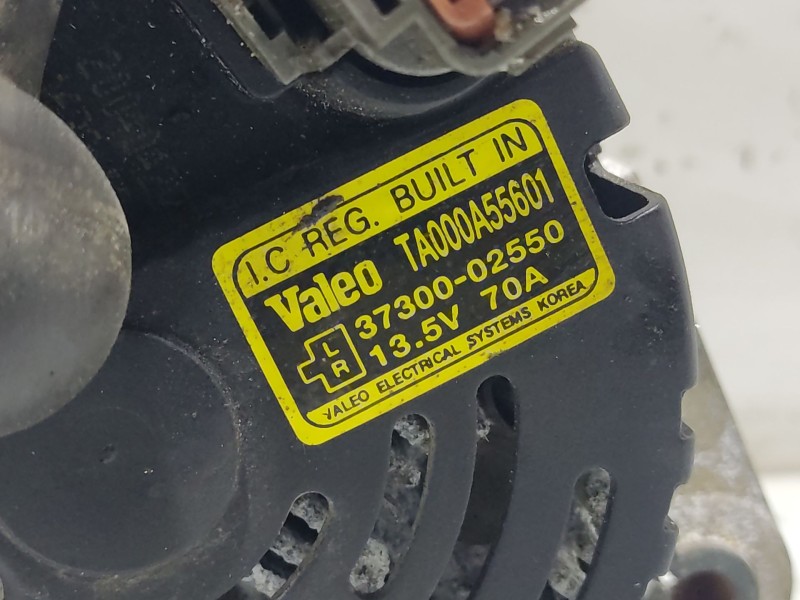 I.C REG. BUILT IN
Valeo TA000A55601
37300-02550
L
R
13.5V 70A
VALEO ELECTRICAL SYSTEMS KOREA